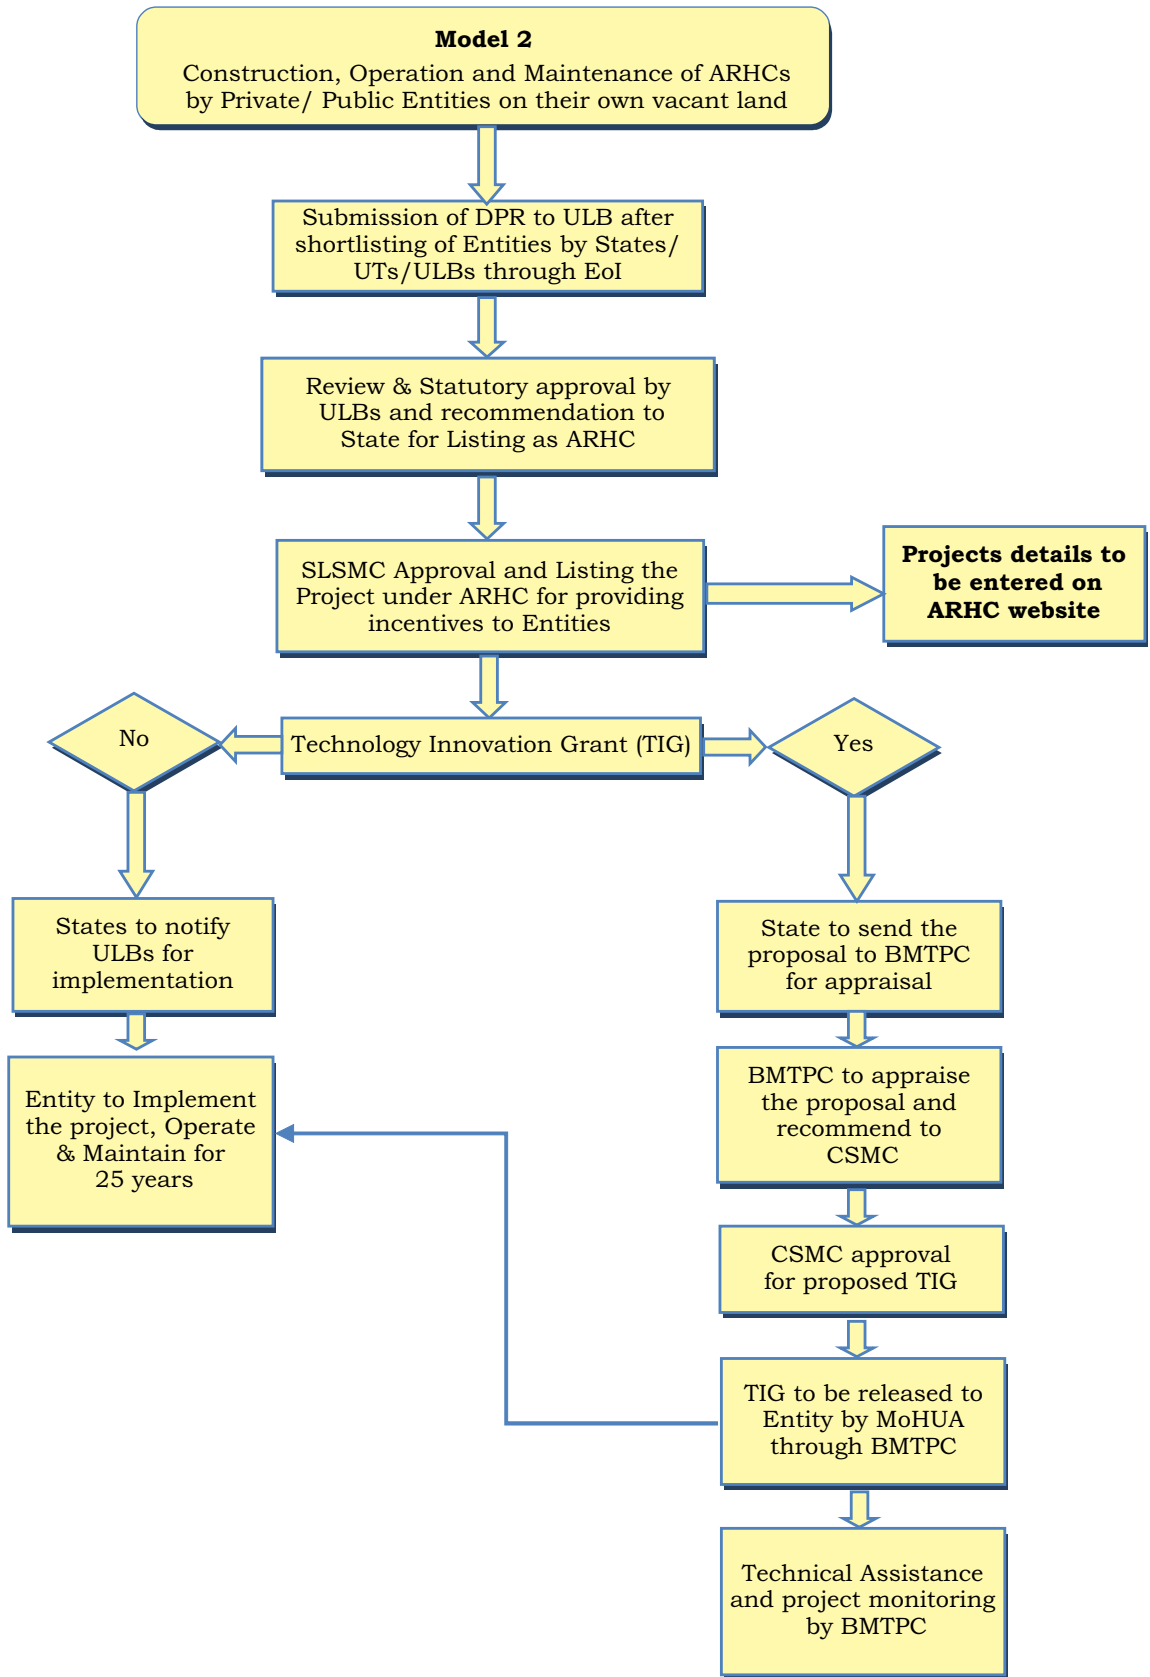 Model 2
Construction, Operation and Maintenance of ARHCs
by Private/ Public Entities on their own vacant land
Submission of DPR to ULB after
shortlisting of Entities by States/
UTs/ULBs through EoI
Review & Statutory approval by
ULBs and recommendation to
State for Listing as ARHC
SLSMC Approval and Listing the
Project under ARHC for providing
incentives to Entities
Projects details to
be entered on
ARHC website
No
Technology Innovation Grant (TIG)
Yes
States to notify
ULBs for
implementation
Entity to Implement
the project, Operate
& Maintain for
25 years
State to send the
proposal to BMTPC
for appraisal
BMTPC to appraise
the proposal and
recommend to
CSMC
CSMC approval
for proposed TIG
TIG to be released to
Entity by MoHUA
through BMTPC
Technical Assistance
and project monitoring
by BMTPC